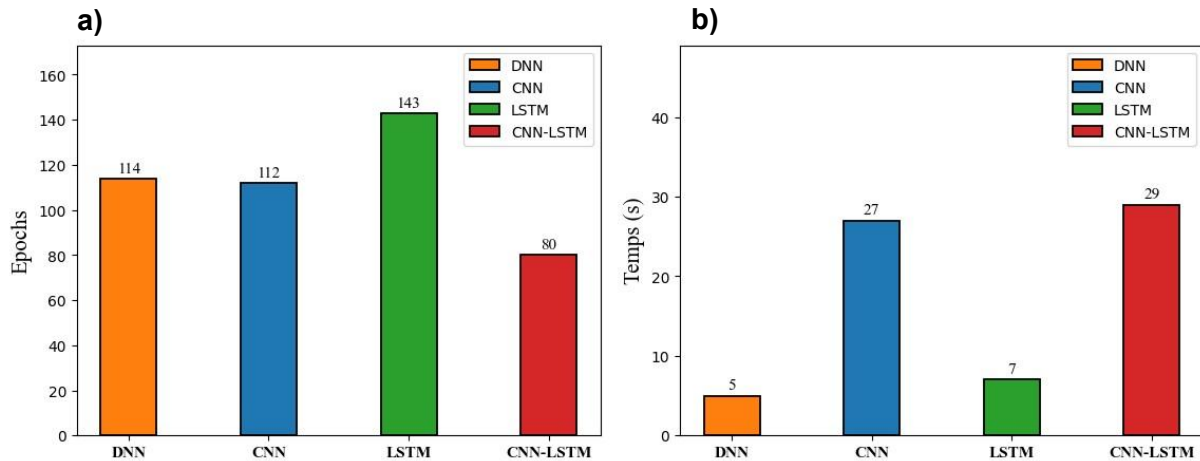 a)
160
140
120
100
80
60
40
20
0
Epochs
114
112
143
80
DNN
CNN
LSTM
CNN-LSTM
DNN
CNN
LSTM
CNN-LSTM
b)
40
30
20
10
0
Temps (s)
5
27
7
29
DNN
CNN
LSTM
CNN-LSTM
DNN
CNN
LSTM
CNN-LSTM